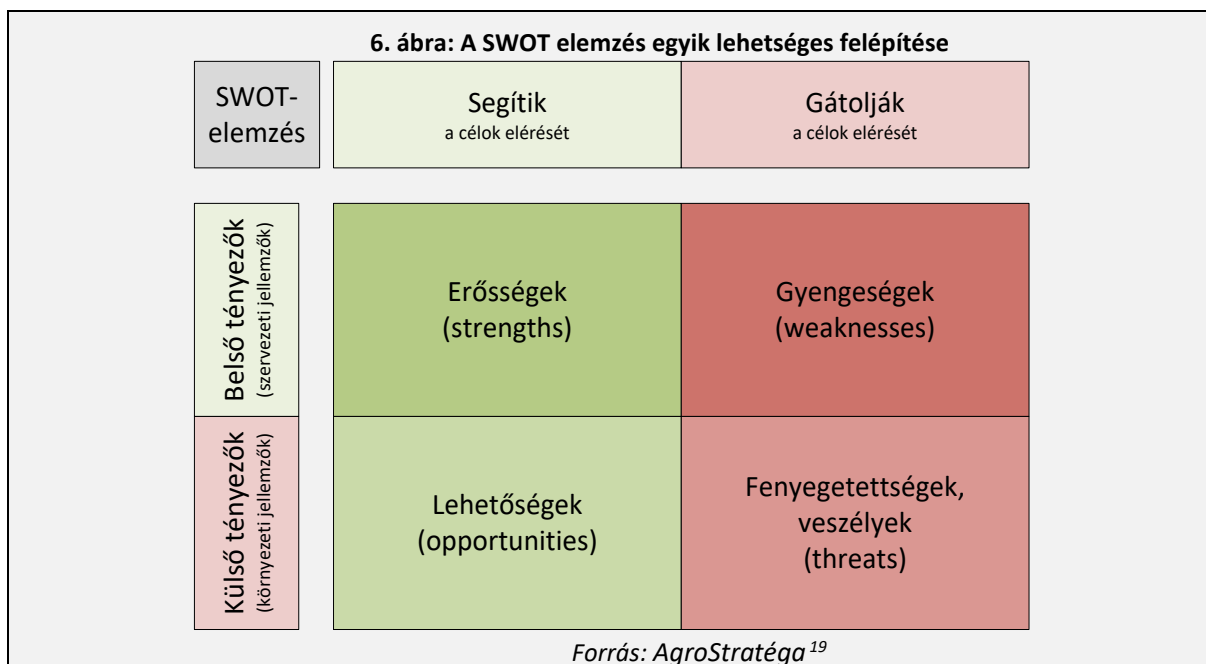 6. ábra: A SWOT elemzés egyik lehetséges felépítése
SWOT-
elemzés
Segítik
a célok elérését
Gátolják
a célok elérését
Belső tényezők
(szervezeti jellemzők)
Erősségek
(strengths)
Gyengeségek
(weaknesses)
Külső tényezők
(környezeti jellemzők)
Lehetőségek
(opportunities)
Fenyegetettségek,
veszélyek
(threats)
Forrás: AgroStratéga 19